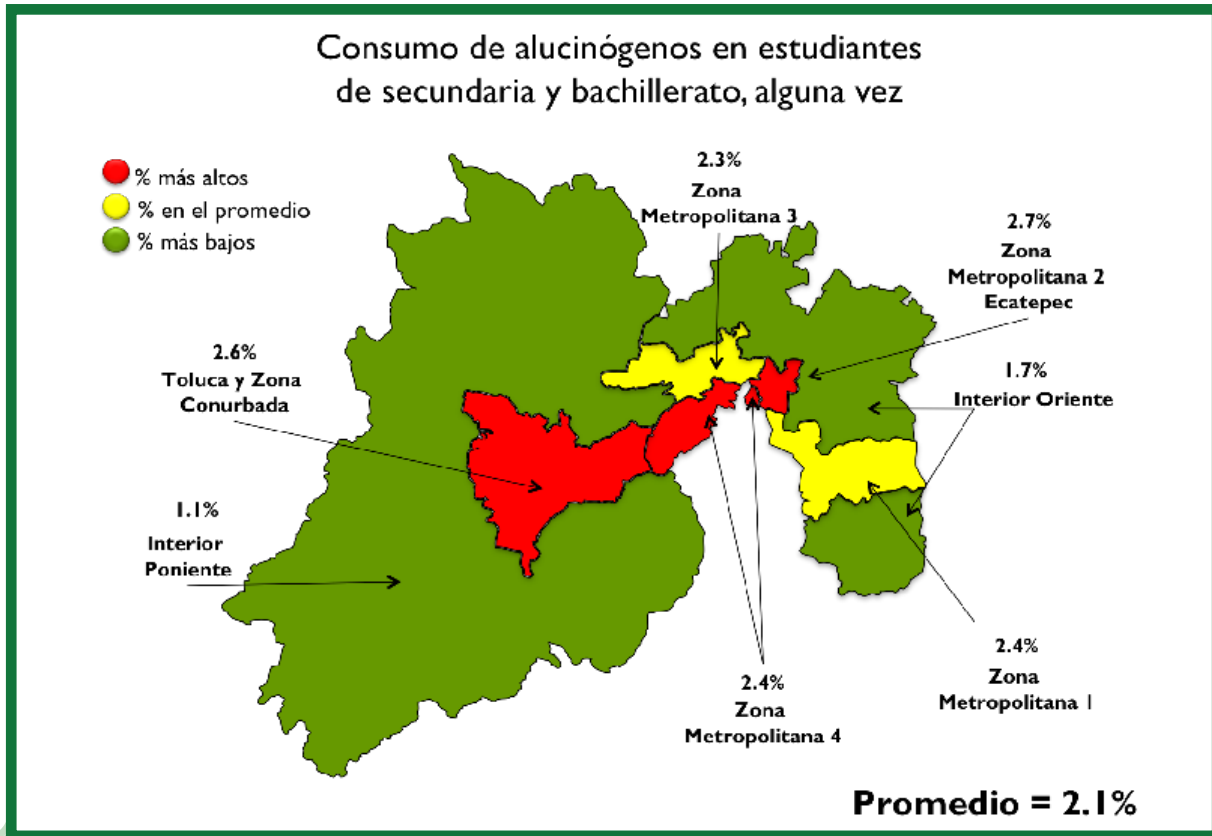 Consumo de alucinógenos en estudiantes
de secundaria y bachillerato, alguna vez
% más altos
% en el promedio
% más bajos
2.3%
Zona
Metropolitana 3
2.7%
Zona
Metropolitana 2
Ecatepec
2.6%
Toluca y Zona
Conurbada
1.7%
Interior Oriente
1.1%
Interior
Poniente
2.4%
Zona
Metropolitana 4
2.4%
Zona
Metropolitana 1
Promedio = 2.1%